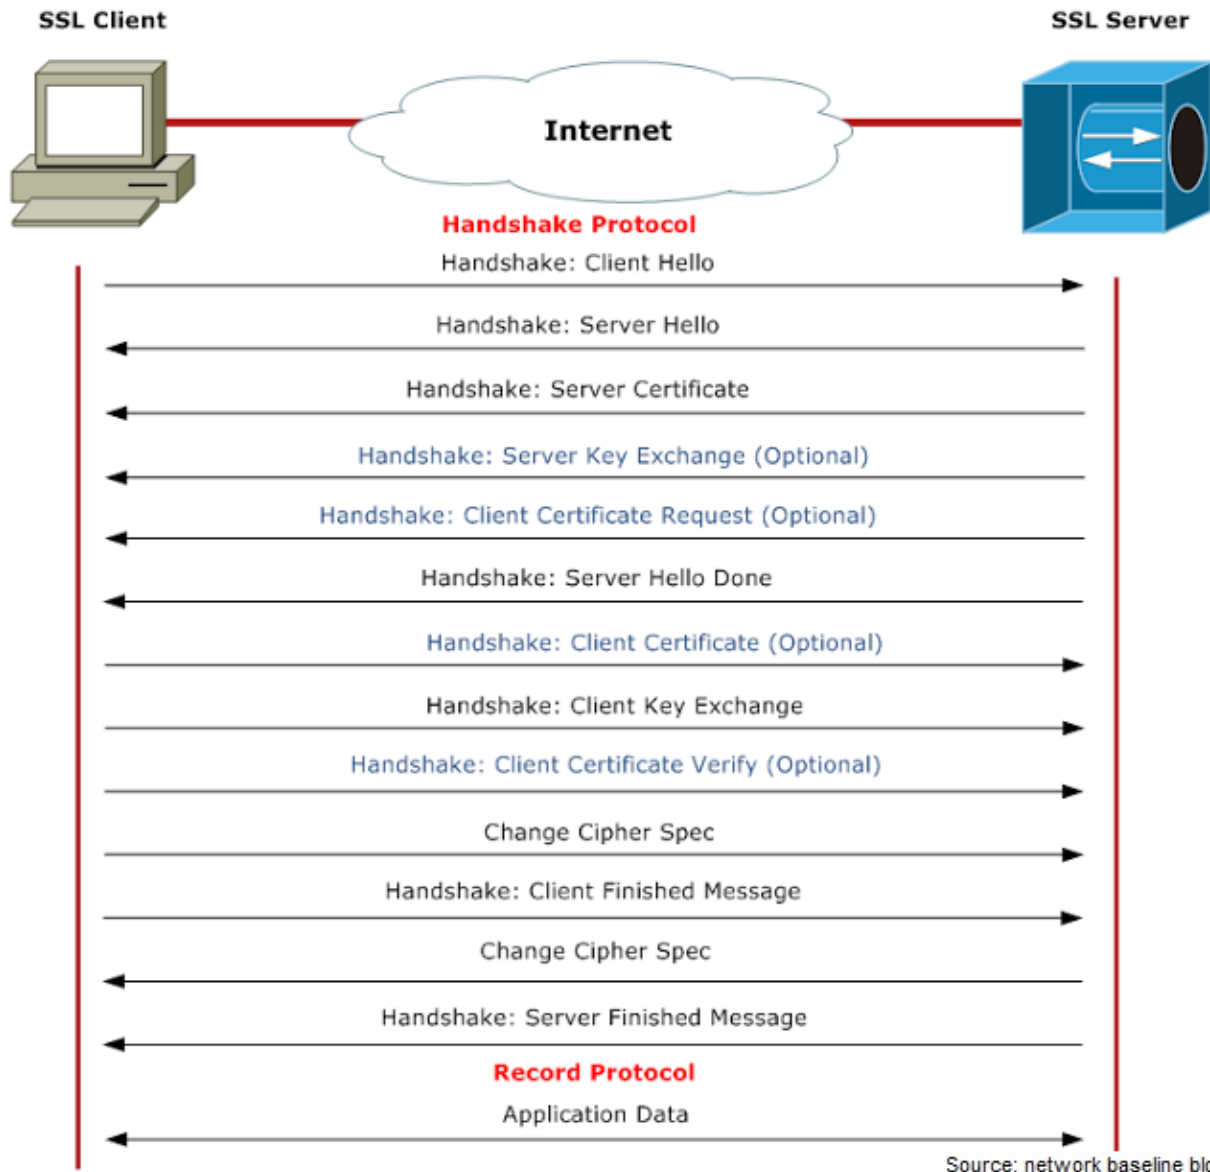 SSL Client
SSL Server
Internet
Handshake Protocol
Handshake: Client Hello
Handshake: Server Hello
Handshake: Server Certificate
Handshake: Server Key Exchange (Optional)
Handshake: Client Certificate Request (Optional)
Handshake: Server Hello Done
Handshake: Client Certificate (Optional)
Handshake: Client Key Exchange
Handshake: Client Certificate Verify (Optional)
Change Cipher Spec
Handshake: Client Finished Message
Change Cipher Spec
Handshake: Server Finished Message
Record Protocol
Application Data
Source: network baseline